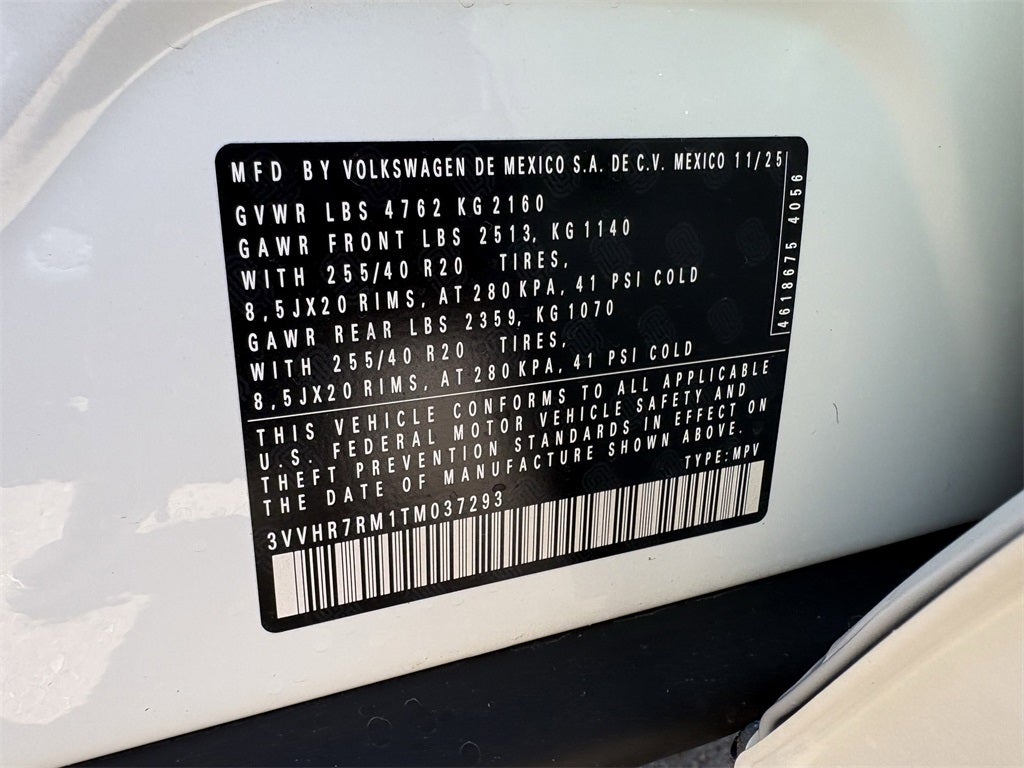 MFD BY VOLKSWAGEN DE MEXICO S.A. DE C.V. MEXICO 11/25
GVWR LBS 4762 KG 2160
GAWR FRONT LBS 2513, KG 1140
WITH 255/40 R20 TIRES,
8,5JX20 RIMS, AT 280 KPA, 41 PSI COLD
GAWR REAR LBS 2359, KG 1070
WITH 255/40 R20 TIRES,
8,5JX20 RIMS, AT 280 KPA, 41 PSI COLD
4618675 4056
THIS VEHICLE CONFORMS TO ALL APPLICABLE
U.S. FEDERAL MOTOR VEHICLE SAFETY AND
THEFT PREVENTION STANDARDS IN EFFECT ON
THE DATE OF MANUFACTURE SHOWN ABOVE.
TYPE: MPV
3VVHR7RM1TM037293